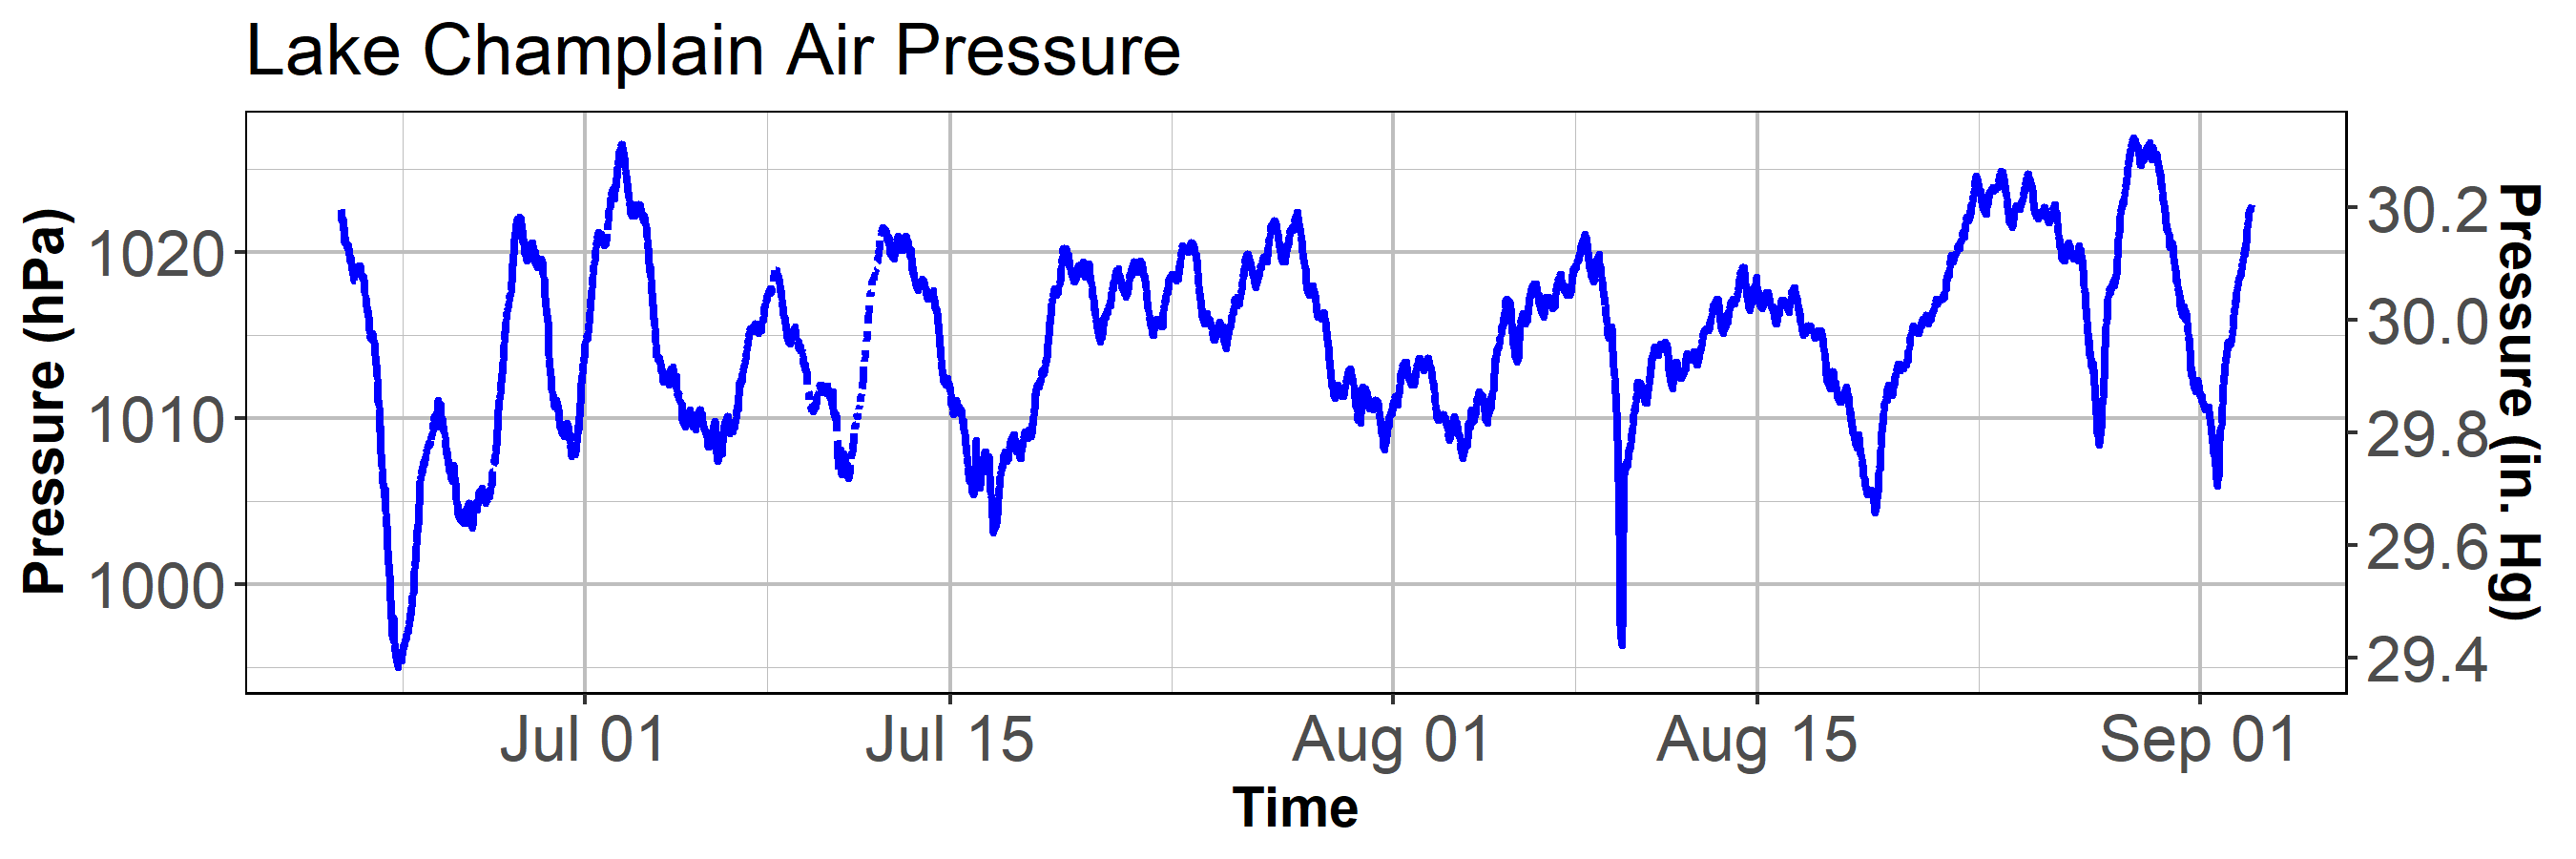 Lake Champlain Air Pressure
Pressure (hPa)
1020
1010
1000
30.2
30.0
29.8
29.6
29.4
Pressure (in. Hg)
Jul 01
Jul 15
Aug 01
Aug 15
Sep 01
Time